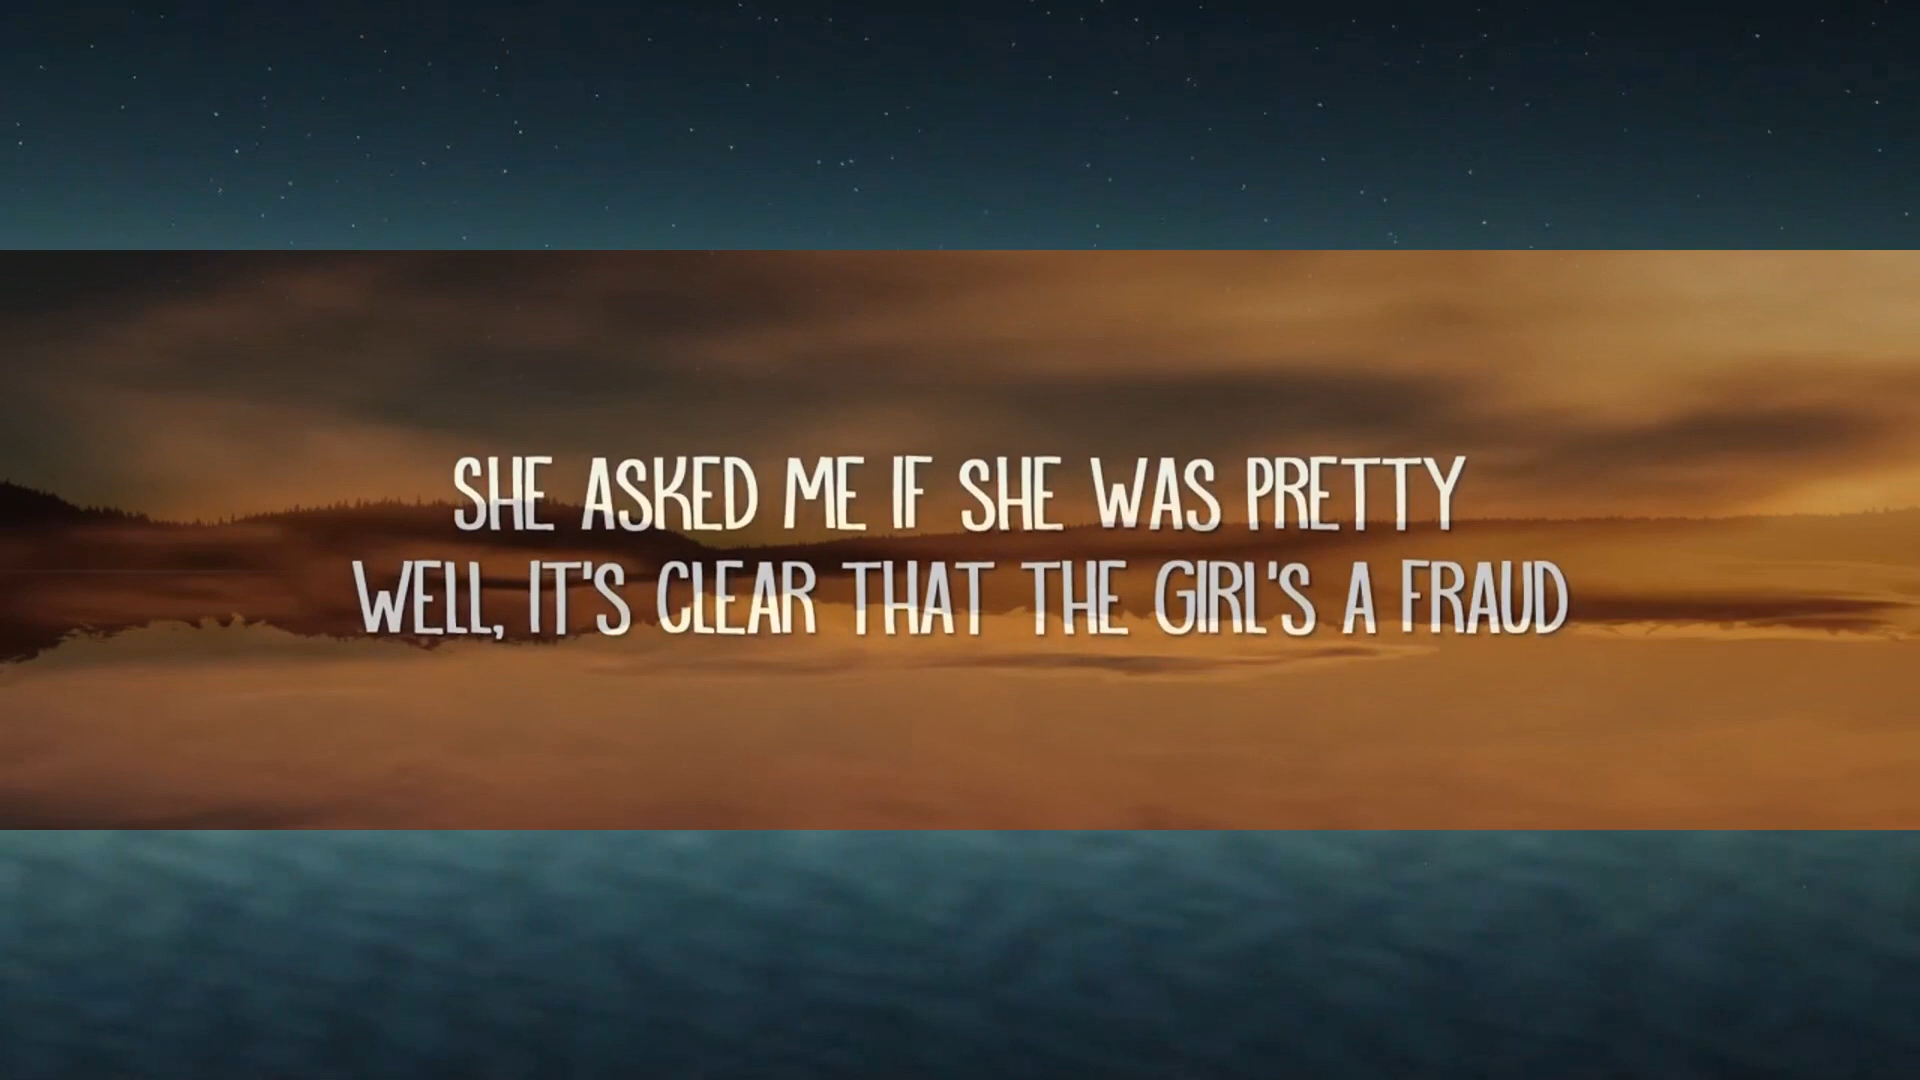 SHE ASKED ME IF SHE WAS PRETTY
WELL, IT'S CLEAR THAT THE GIRL'S A FRAUD